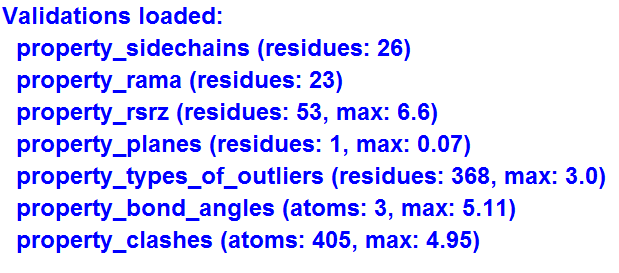 Validations loaded:
property_sidechains (residues: 26)
property_rama (residues: 23)
property_rsrz (residues: 53, max: 6.6)
property_planes (residues: 1, max: 0.07)
property_types_of_outliers (residues: 368, max: 3.0)
property_bond_angles (atoms: 3, max: 5.11)
property_clashes (atoms: 405, max: 4.95)